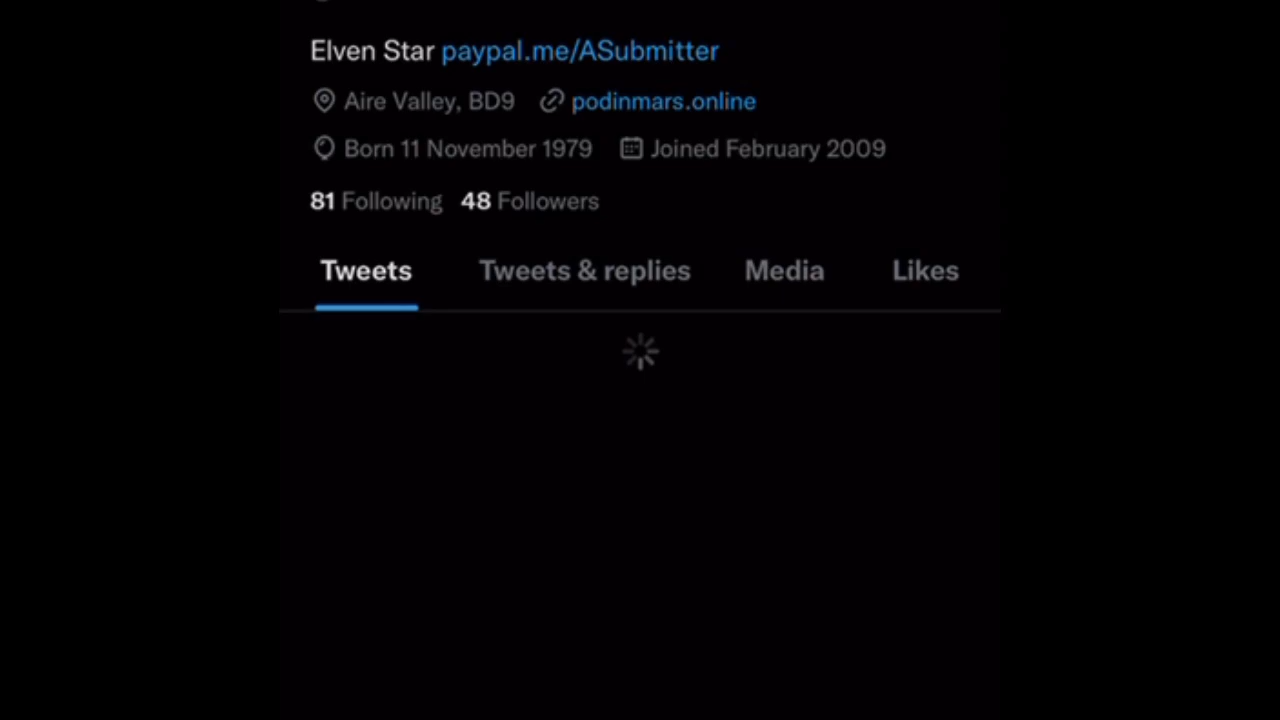 Elven Star paypal.me/ASubmitter
Aire Valley, BD9 podinmars.online
Born 11 November 1979 Joined February 2009
81 Following 48 Followers
Tweets Tweets & replies Media Likes